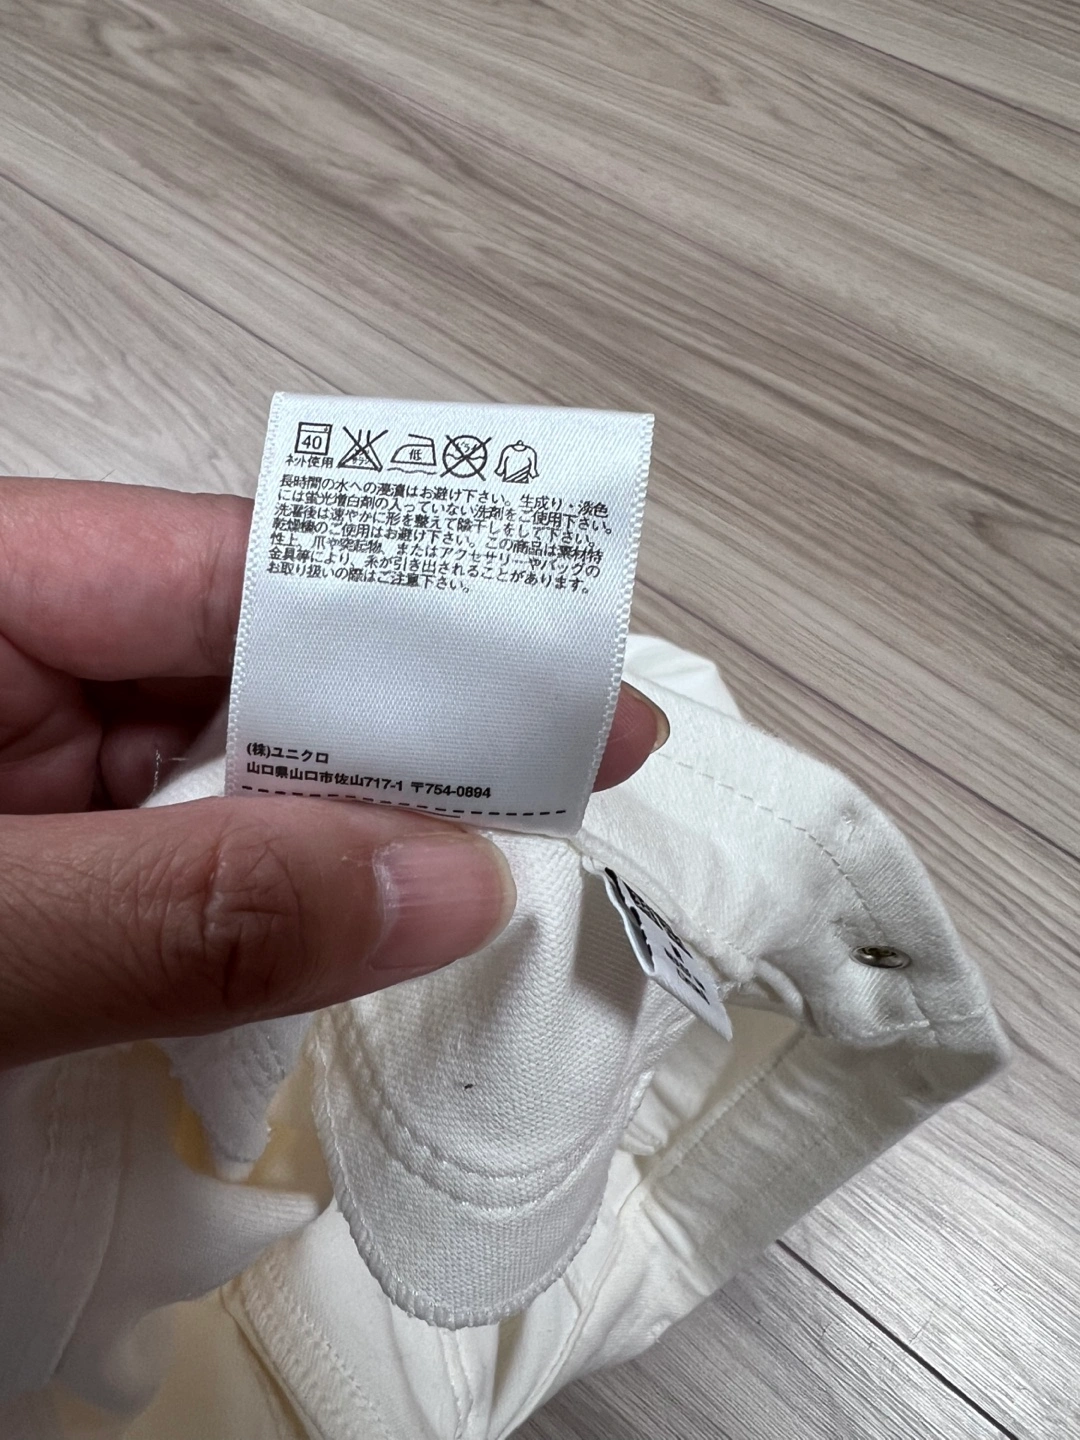 40
ネット使用
低
長時間の水への浸漬はお避け下さい。生成り・淡色
には蛍光増白剤の入っていない洗剤をご使用下さい。
洗濯後は速やかに形を整えて陰干しをして下さい。
乾燥機のご使用はお避け下さい。この商品は素材特
性上、爪や突起物、またはアクセサリーやバッグの
金具等により、糸が引き出されることがあります。
お取り扱いの際はご注意下さい。
(株)ユニクロ
山口県山口市佐山717-1 〒754-0894